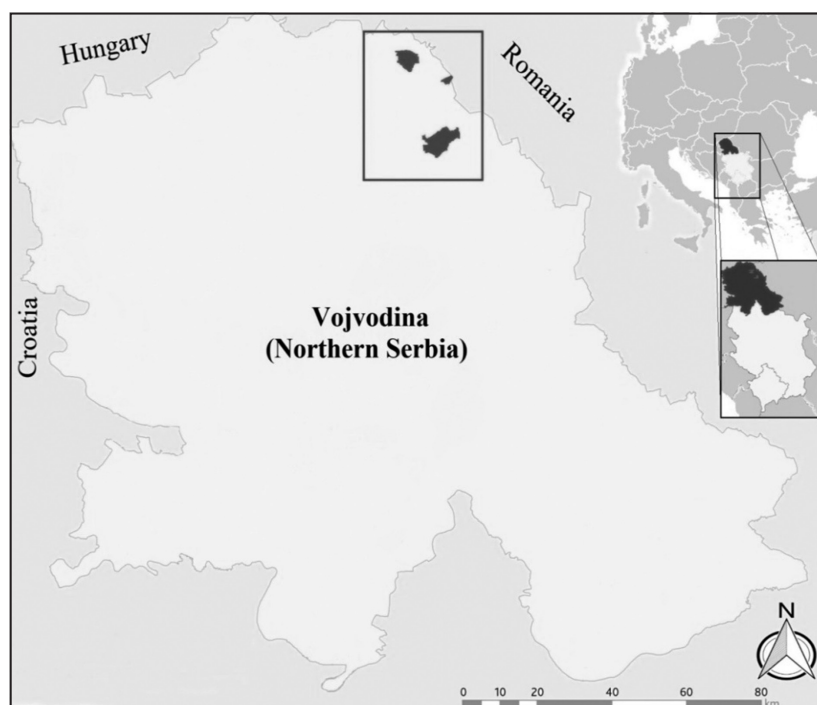 Hungary
Romania
Croatia
Vojvodina
(Northern Serbia)
N
0 10 20 40 60 80
km